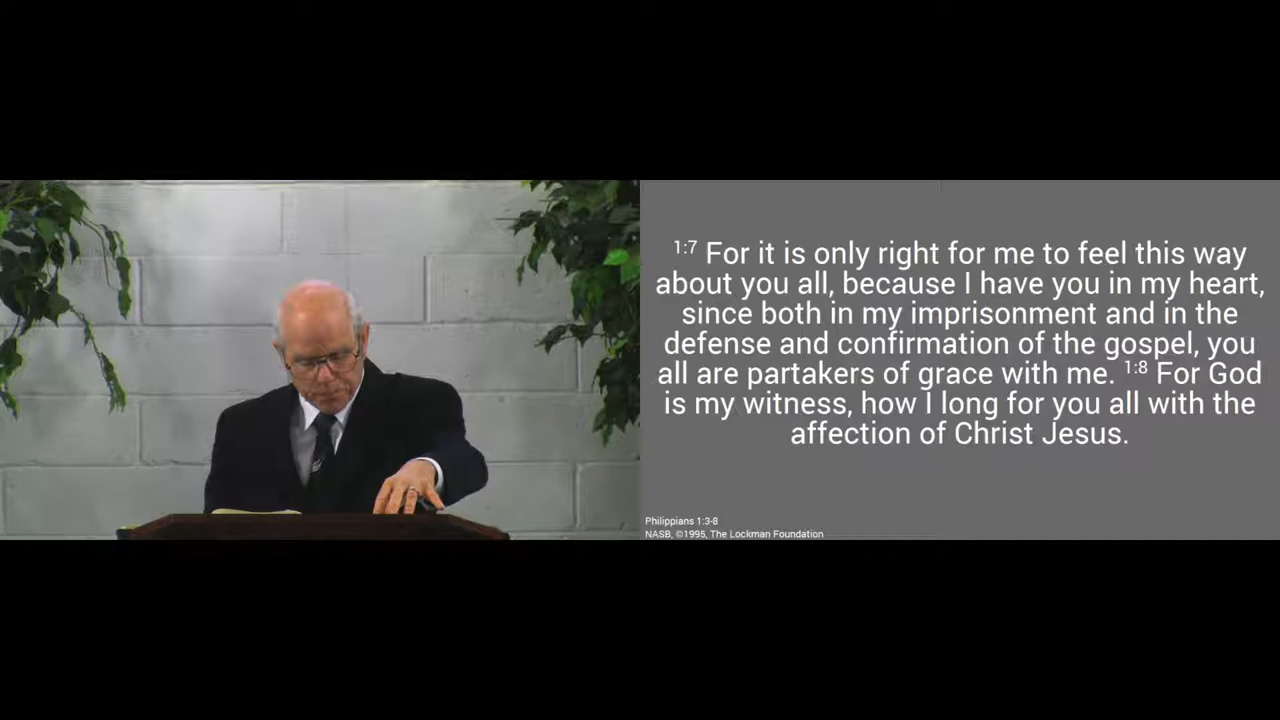 1:7 For it is only right for me to feel this way
about you all, because I have you in my heart,
since both in my imprisonment and in the
defense and confirmation of the gospel, you
all are partakers of grace with me. 1:8 For God
is my witness, how I long for you all with the
affection of Christ Jesus.
Philippians 1:3-8
NASB, ©1995, The Lockman Foundation